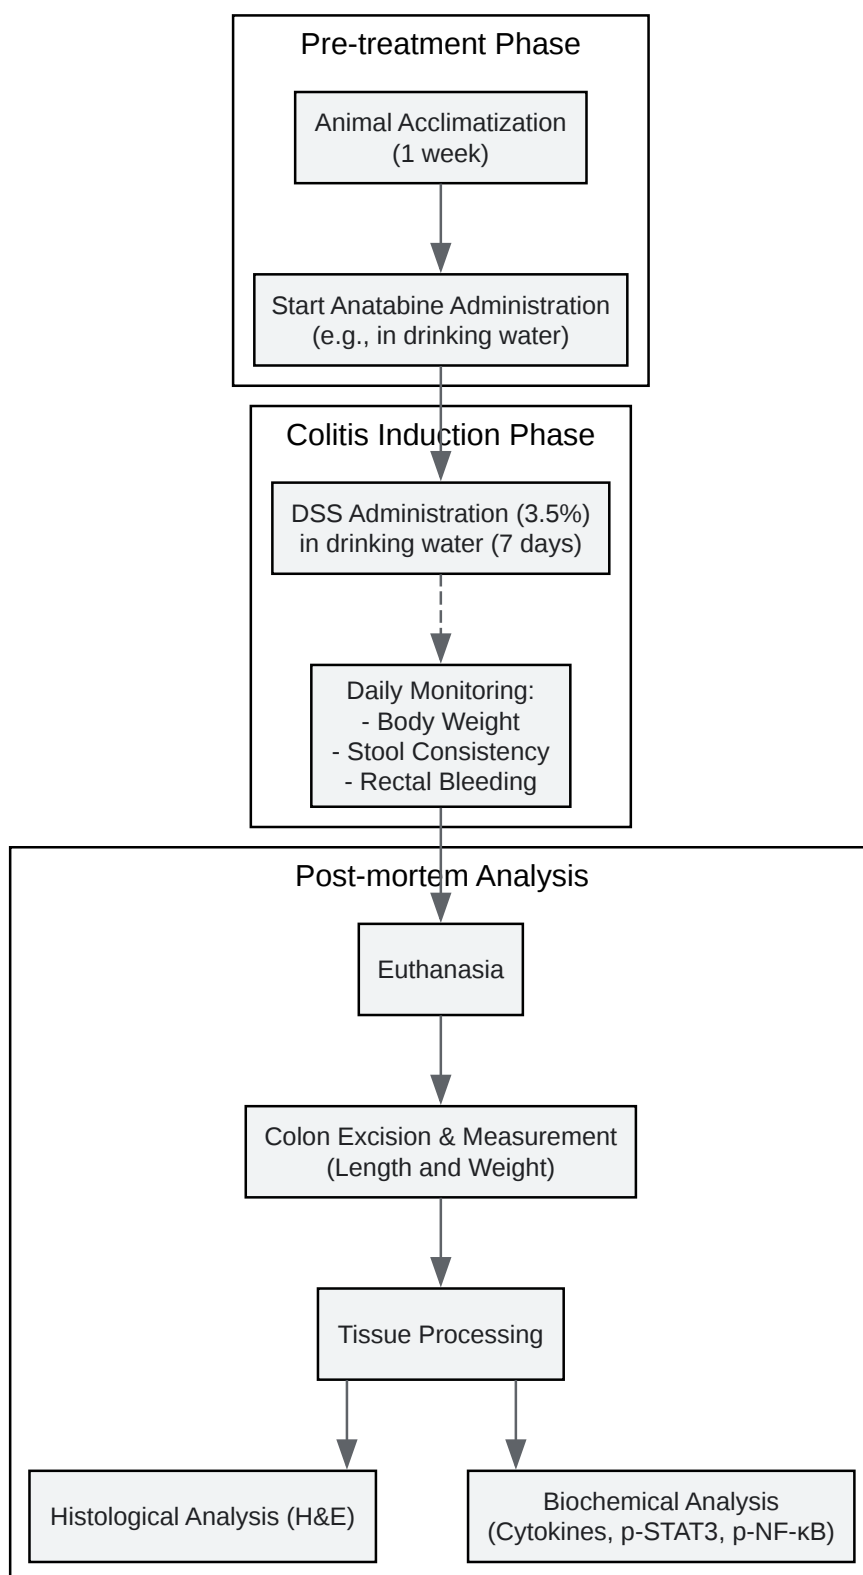 Pre-treatment Phase
Animal Acclimatization
(1 week)
Start Anatabine Administration
(e.g., in drinking water)
Colitis Induction Phase
DSS Administration (3.5%)
in drinking water (7 days)
Daily Monitoring:
- Body Weight
- Stool Consistency
- Rectal Bleeding
Post-mortem Analysis
Euthanasia
Colon Excision & Measurement
(Length and Weight)
Tissue Processing
Histological Analysis (H&E)
Biochemical Analysis
(Cytokines, p-STAT3, p-NF-κB)